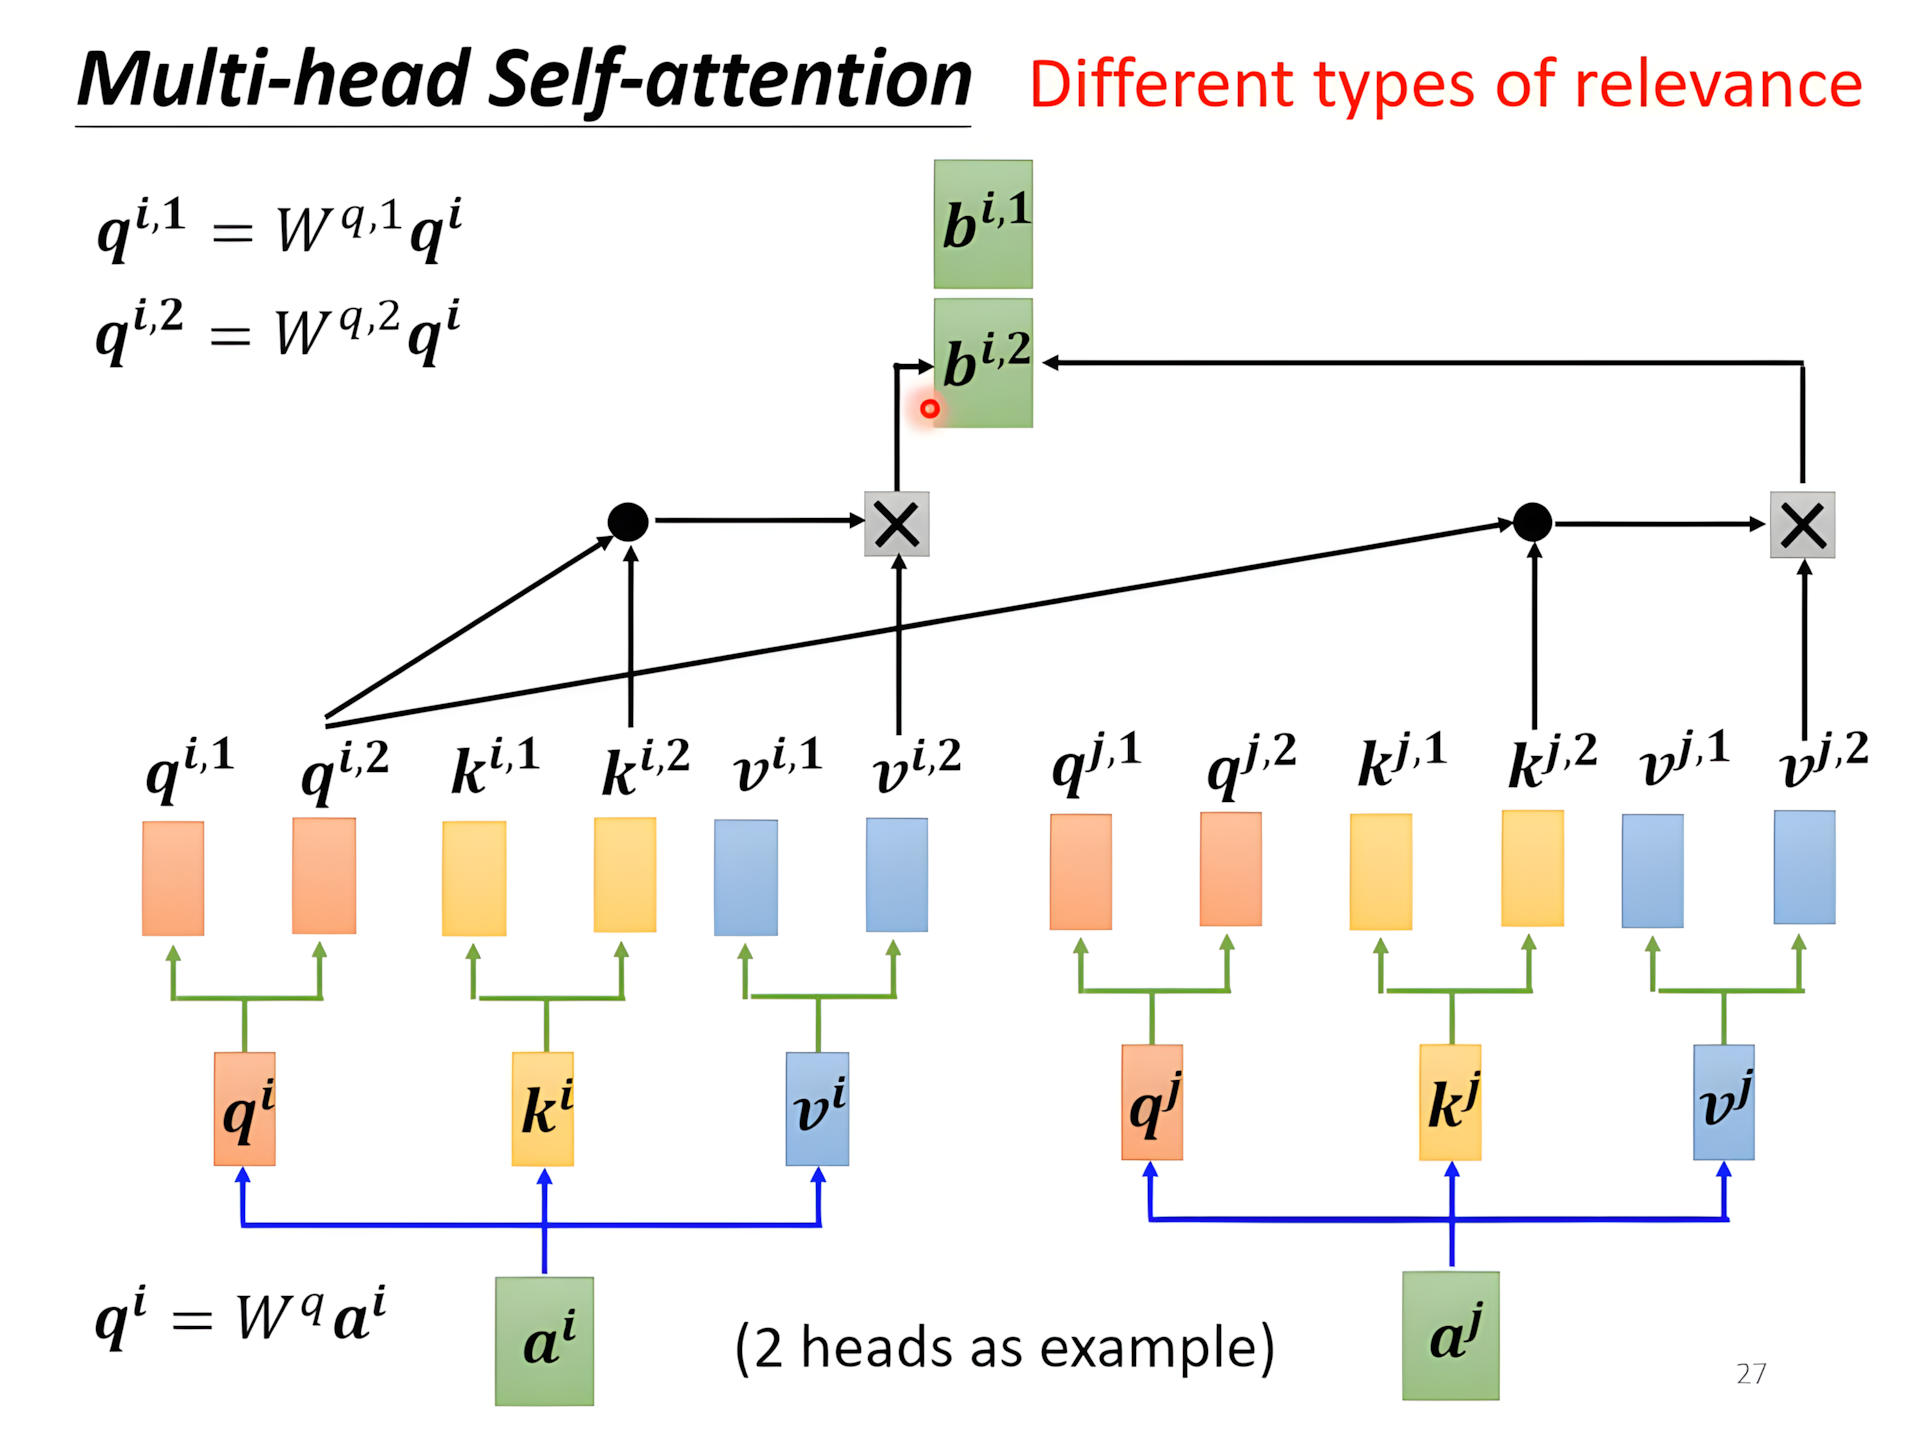 Multi-head Self-attention Different types of relevance
b^{i,1}
q^{i,1} = W^{q,1} q^i
q^{i,2} = W^{q,2} q^i
b^{i,2}
q^{i,1} q^{i,2} k^{i,1} k^{i,2} v^{i,1} v^{i,2} q^{j,1} q^{j,2} k^{j,1} k^{j,2} v^{j,1} v^{j,2}
q^i k^i v^i q^j k^j v^j
q^i = W^q a^i
a^i (2 heads as example) a^j
27